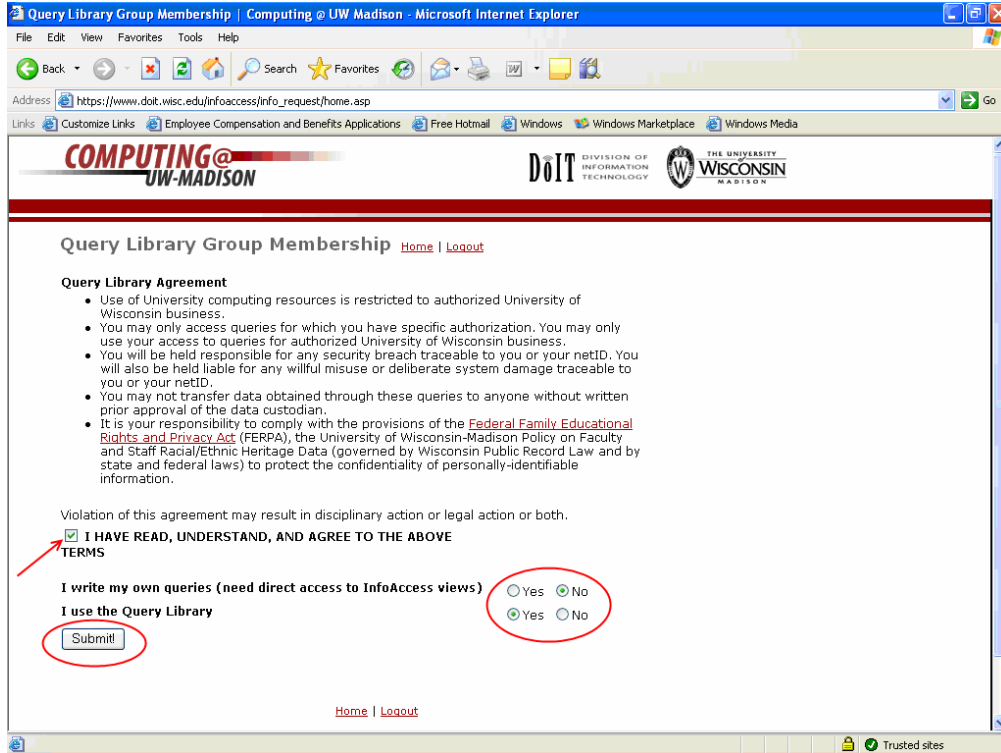 Query Library Group Membership | Computing @ UW Madison - Microsoft Internet Explorer
File Edit View Favorites Tools Help
Back Search Favorites
Address https://www.doit.wisc.edu/infoaccess/info_request/home.asp Go
Links Customize Links Employee Compensation and Benefits Applications Free Hotmail Windows Windows Marketplace Windows Media
COMPUTING@
UW-MADISON
DoIT DIVISION OF
INFORMATION
TECHNOLOGY
W THE UNIVERSITY
WISCONSIN
MADISON
Query Library Group Membership Home | Logout
Query Library Agreement
• Use of University computing resources is restricted to authorized University of
Wisconsin business.
• You may only access queries for which you have specific authorization. You may only
use your access to queries for authorized University of Wisconsin business.
• You will be held responsible for any security breach traceable to you or your netID. You
will also be held liable for any willful misuse or deliberate system damage traceable to
you or your netID.
• You may not transfer data obtained through these queries to anyone without written
prior approval of the data custodian.
• It is your responsibility to comply with the provisions of the Federal Family Educational
Rights and Privacy Act (FERPA), the University of Wisconsin-Madison Policy on Faculty
and Staff Racial/Ethnic Heritage Data (governed by Wisconsin Public Record Law and by
state and federal laws) to protect the confidentiality of personally-identifiable
information.
Violation of this agreement may result in disciplinary action or legal action or both.
I HAVE READ, UNDERSTAND, AND AGREE TO THE ABOVE
TERMS
I write my own queries (need direct access to InfoAccess views) Yes No
I use the Query Library Yes No
Submit!
Home | Logout
Trusted sites